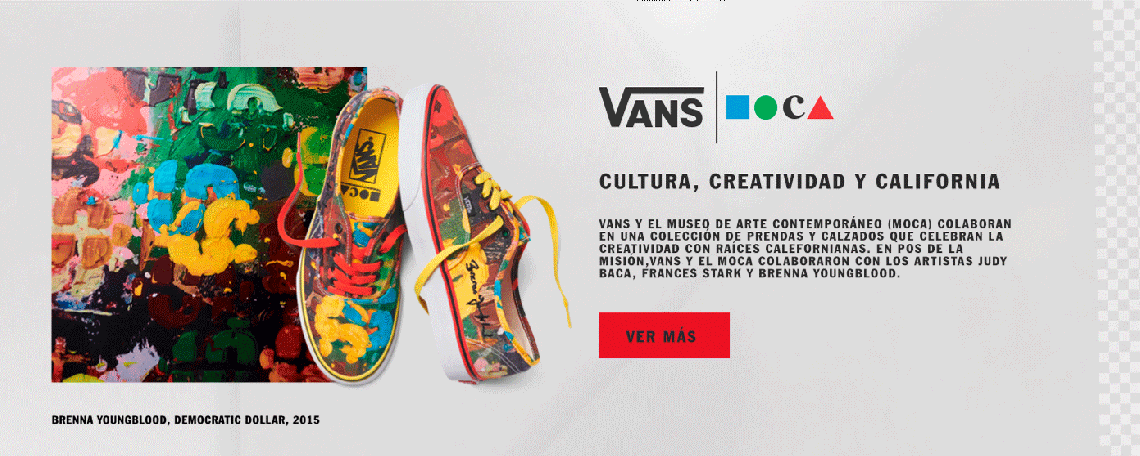 VANS
MOCA
CULTURA, CREATIVIDAD Y CALIFORNIA
VANS Y EL MUSEO DE ARTE CONTEMPORÁNEO (MOCA) COLABORAN
EN UNA COLECCIÓN DE PRENDAS Y CALZADOS QUE CELEBRAN LA
CREATIVIDAD CON RAÍCES CALEFORNIANAS. EN POS DE LA
MISIÓN,VANS Y EL MOCA COLABORARON CON LOS ARTISTAS JUDY
BACA, FRANCES STARK Y BRENNA YOUNGBLOOD.
VER MÁS
VANS
BRENNA YOUNGBLOOD, DEMOCRATIC DOLLAR, 2015